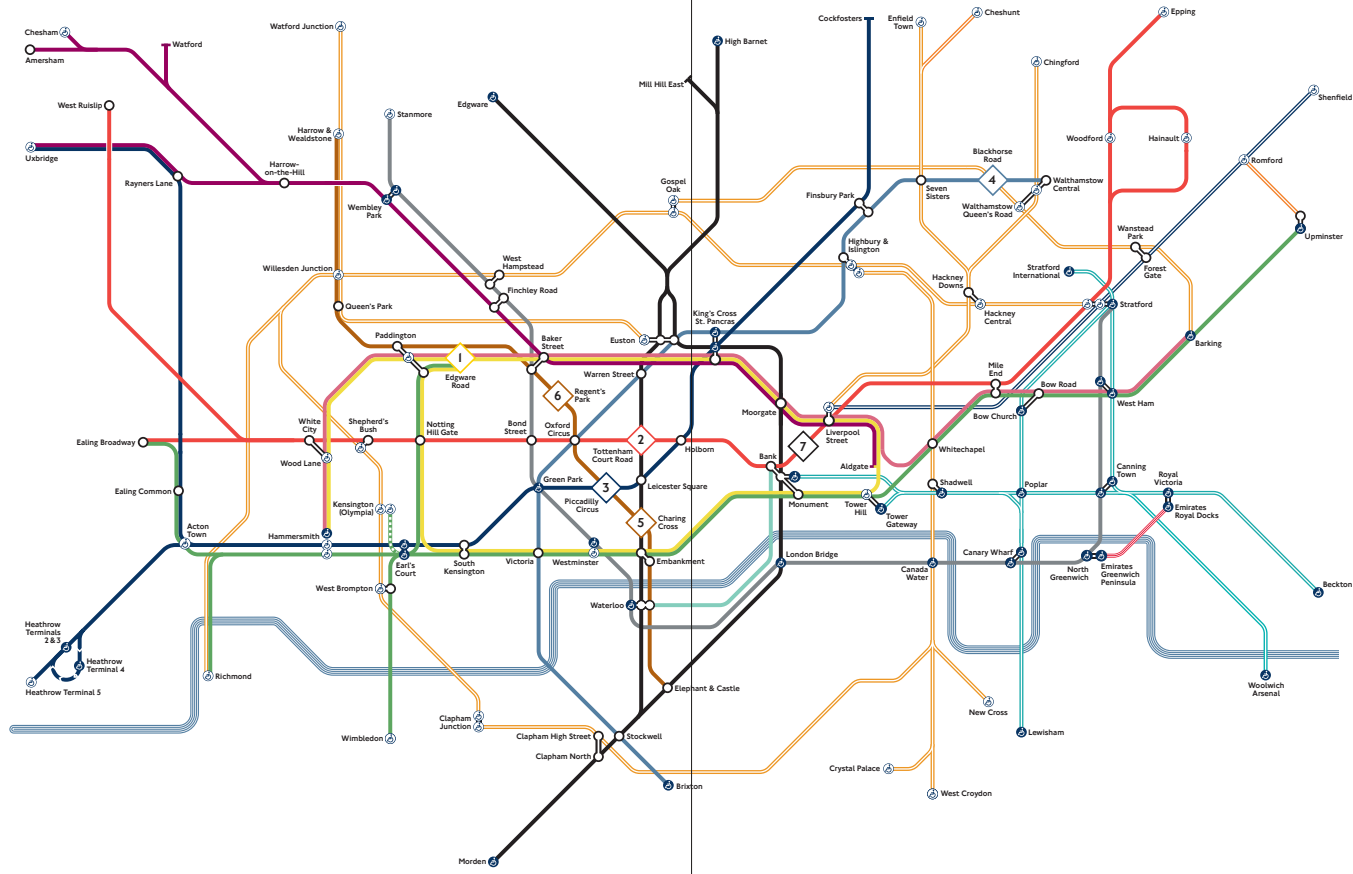 Chesham
Amersham
Watford
Watford Junction
West Ruislip
Uxbridge
Rayners Lane
Harrow-
on-the-Hill
Harrow &
Wealdstone
Stanmore
Wembley
Park
Edgware
High Barnet
Mill Hill East
Cockfosters
Enfield
Town
Cheshunt
Chingford
Epping
Shenfield
Woodford
Hainault
Romford
Upminster
Blackhorse
Road
4
Seven
Sisters
Walthamstow
Central
Walthamstow
Queen's Road
Wanstead
Park
Forest
Gate
Gospel
Oak
Finsbury Park
Highbury &
Islington
Stratford
International
Stratford
Hackney
Downs
Hackney
Central
Barking
Willesden Junction
West
Hampstead
Finchley Road
Queen's Park
Paddington
1
Edgware
Road
Baker
Street
Euston
King's Cross
St. Pancras
Warren Street
6
Regent's
Park
Mile
End
Bow Road
Bow Church
West Ham
Moorgate
Liverpool
Street
7
Aldgate
Whitechapel
White
City
Shepherd's
Bush
Wood Lane
Notting
Hill Gate
Bond
Street
Oxford
Circus
2
Tottenham
Court Road
Holborn
Bank
Monument
Ealing Broadway
Ealing Common
Acton
Town
Kensington
(Olympia)
Hammersmith
Earl's
Court
South
Kensington
Green Park
3
Piccadilly
Circus
Leicester Square
5
Charing
Cross
Victoria
Westminster
Embankment
Tower
Hill
Tower
Gateway
Shadwell
Poplar
Canning
Town
Royal
Victoria
Emirates
Royal Docks
London Bridge
Canada
Water
Canary Wharf
North
Greenwich
Emirates
Greenwich
Peninsula
Beckton
West Brompton
Waterloo
Heathrow
Terminals
2 & 3
Heathrow
Terminal 4
Heathrow Terminal 5
Richmond
Wimbledon
Clapham
Junction
Elephant & Castle
Clapham High Street
Stockwell
Clapham North
Brixton
Morden
New Cross
Crystal Palace
West Croydon
Lewisham
Woolwich
Arsenal